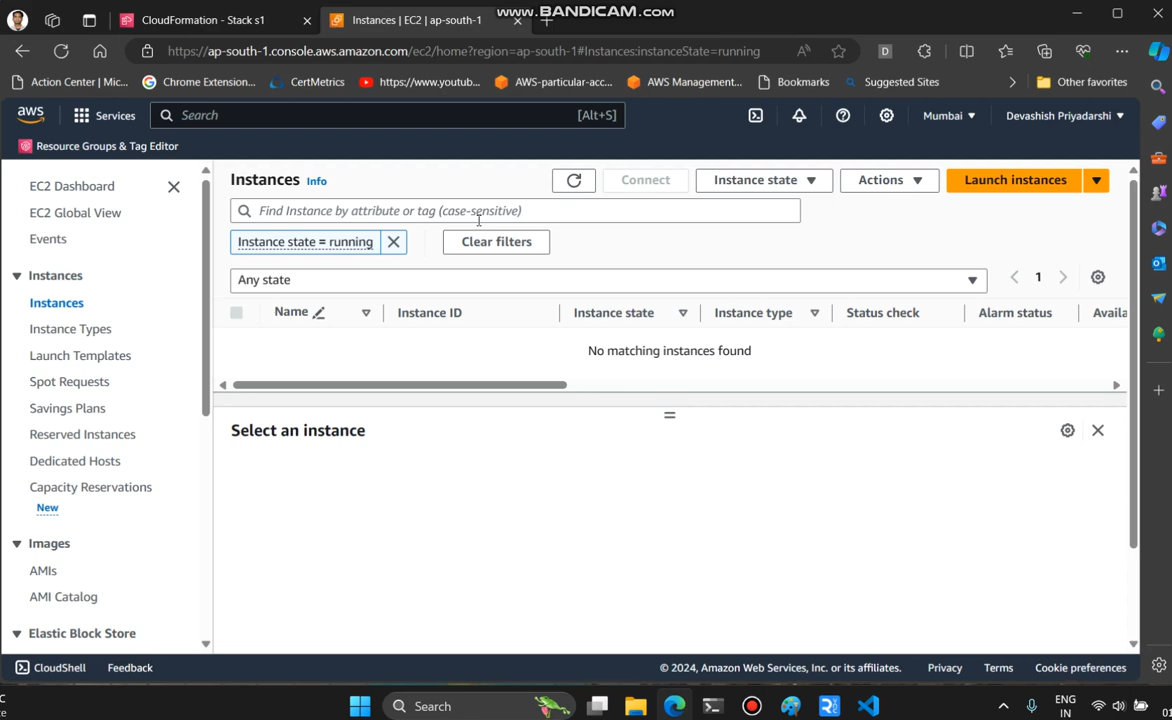 www.BANDICAM.com
CloudFormation - Stack s1
Instances | EC2 | ap-south-1
https://ap-south-1.console.aws.amazon.com/ec2/home?region=ap-south-1#Instances:instanceState=running
Action Center | Mic...
Chrome Extension...
CertMetrics
https://www.youtub...
AWS-particular-acc...
AWS Management...
Bookmarks
Suggested Sites
Other favorites
aws
Services
Search
[Alt+S]
Mumbai
Devashish Priyadarshi
Resource Groups & Tag Editor
EC2 Dashboard
EC2 Global View
Events
Instances
Instances
Instance Types
Launch Templates
Spot Requests
Savings Plans
Reserved Instances
Dedicated Hosts
Capacity Reservations
New
Images
AMIs
AMI Catalog
Elastic Block Store
Instances Info
Connect
Instance state
Actions
Launch instances
Find Instance by attribute or tag (case-sensitive)
Instance state = running
Clear filters
Any state
1
Name
Instance ID
Instance state
Instance type
Status check
Alarm status
Availa
No matching instances found
Select an instance
CloudShell
Feedback
© 2024, Amazon Web Services, Inc. or its affiliates.
Privacy
Terms
Cookie preferences
Search
ENG
IN